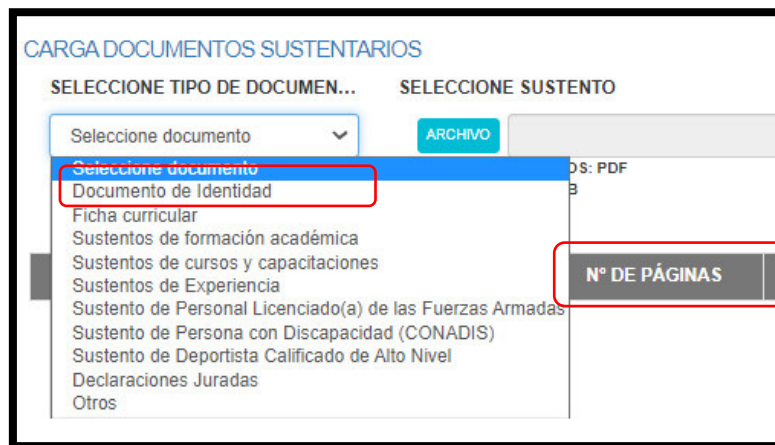 CARGA DOCUMENTOS SUSTENTARIOS
SELECCIONE TIPO DE DOCUMEN... SELECCIONE SUSTENTO
Seleccione documento ARCHIVO
Seleccione documento OS: PDF
Documento de Identidad B
Ficha curricular
Sustentos de formación académica
Sustentos de cursos y capacitaciones
Sustentos de Experiencia Nº DE PÁGINAS
Sustento de Personal Licenciado(a) de las Fuerzas Armadas
Sustento de Persona con Discapacidad (CONADIS)
Sustento de Deportista Calificado de Alto Nivel
Declaraciones Juradas
Otros